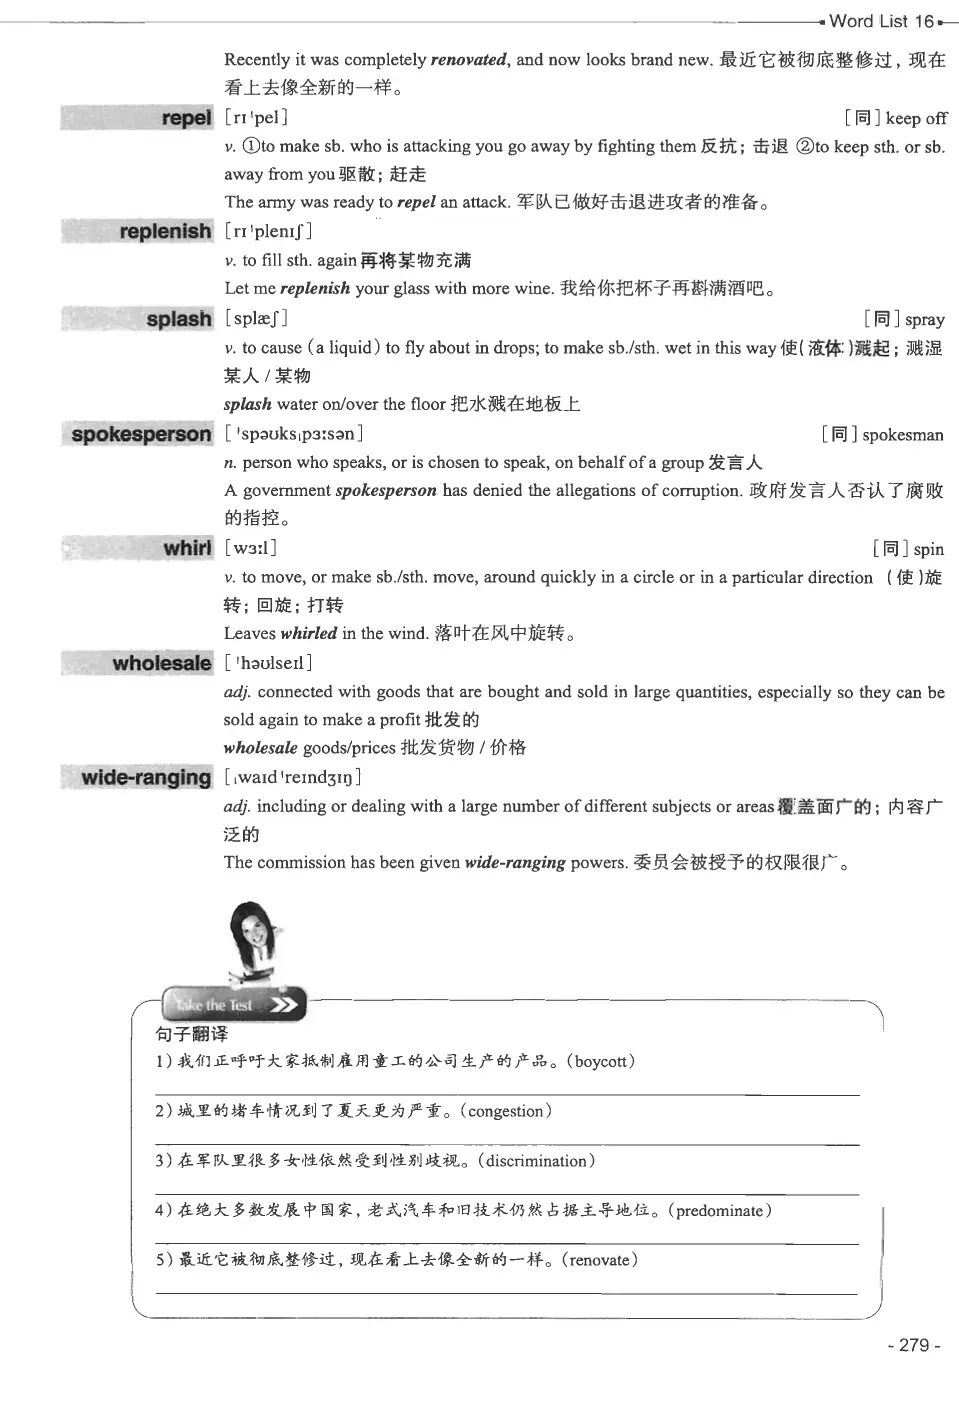 Word List 16
Recently it was completely renovated, and now looks brand new. 最近它被彻底整修过，现在
看上去像全新的一样。
repel [rɪˈpel] [同] keep off
v. ①to make sb. who is attacking you go away by fighting them 反抗；击退 ②to keep sth. or sb.
away from you 驱散；赶走
The army was ready to repel an attack. 军队已做好击退进攻者的准备。
replenish [rɪˈplenɪʃ]
v. to fill sth. again 再将某物充满
Let me replenish your glass with more wine. 我给你把杯子再斟满酒吧。
splash [splæʃ] [同] spray
v. to cause (a liquid) to fly about in drops; to make sb./sth. wet in this way 使(液体)溅起；溅湿
某人 / 某物
splash water on/over the floor 把水溅在地板上
spokesperson [ˈspəʊksˌpɜːsən] [同] spokesman
n. person who speaks, or is chosen to speak, on behalf of a group 发言人
A government spokesperson has denied the allegations of corruption. 政府发言人否认了腐败
的指控。
whirl [wɜːl] [同] spin
v. to move, or make sb./sth. move, around quickly in a circle or in a particular direction (使)旋
转；回旋；打转
Leaves whirled in the wind. 落叶在风中旋转。
wholesale [ˈhəʊlseɪl]
adj. connected with goods that are bought and sold in large quantities, especially so they can be
sold again to make a profit 批发的
wholesale goods/prices 批发货物 / 价格
wide-ranging [ˌwaɪdˈreɪndʒɪŋ]
adj. including or dealing with a large number of different subjects or areas 覆盖面广的；内容广
泛的
The commission has been given wide-ranging powers. 委员会被授予的权限很广。
Take the Test
句子翻译
1) 我们正呼吁大家抵制雇用童工的公司生产的产品。(boycott)
2) 城里的堵车情况到了夏天更为严重。(congestion)
3) 在军队里很多女性依然受到性别歧视。(discrimination)
4) 在绝大多数发展中国家，老式汽车和旧技术仍然占据主导地位。(predominate)
5) 最近它被彻底整修过，现在看上去像全新的一样。(renovate)
- 279 -